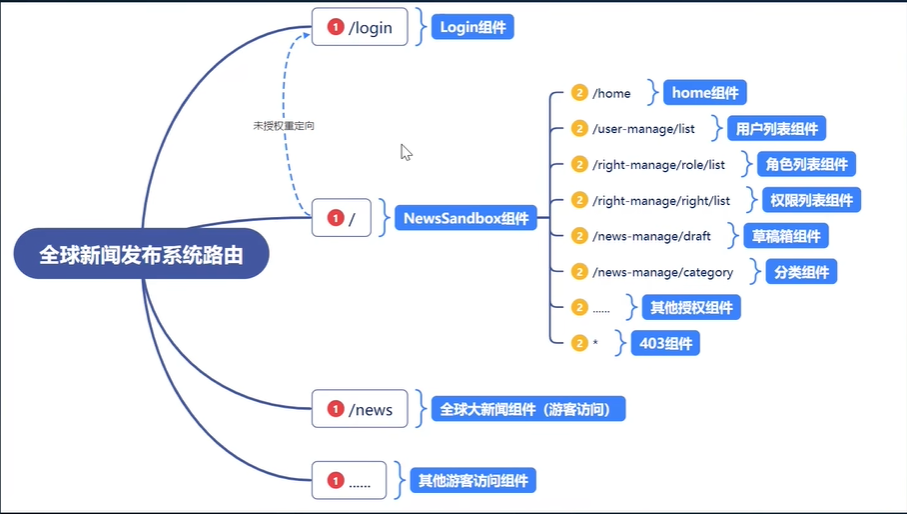 全球新闻发布系统路由
1 /login Login组件
未授权重定向
1 / NewsSandbox组件
2 /home home组件
2 /user-manage/list 用户列表组件
2 /right-manage/role/list 角色列表组件
2 /right-manage/right/list 权限列表组件
2 /news-manage/draft 草稿箱组件
2 /news-manage/category 分类组件
2 ...... 其他授权组件
2 * 403组件
1 /news 全球大新闻组件（游客访问）
1 ...... 其他游客访问组件